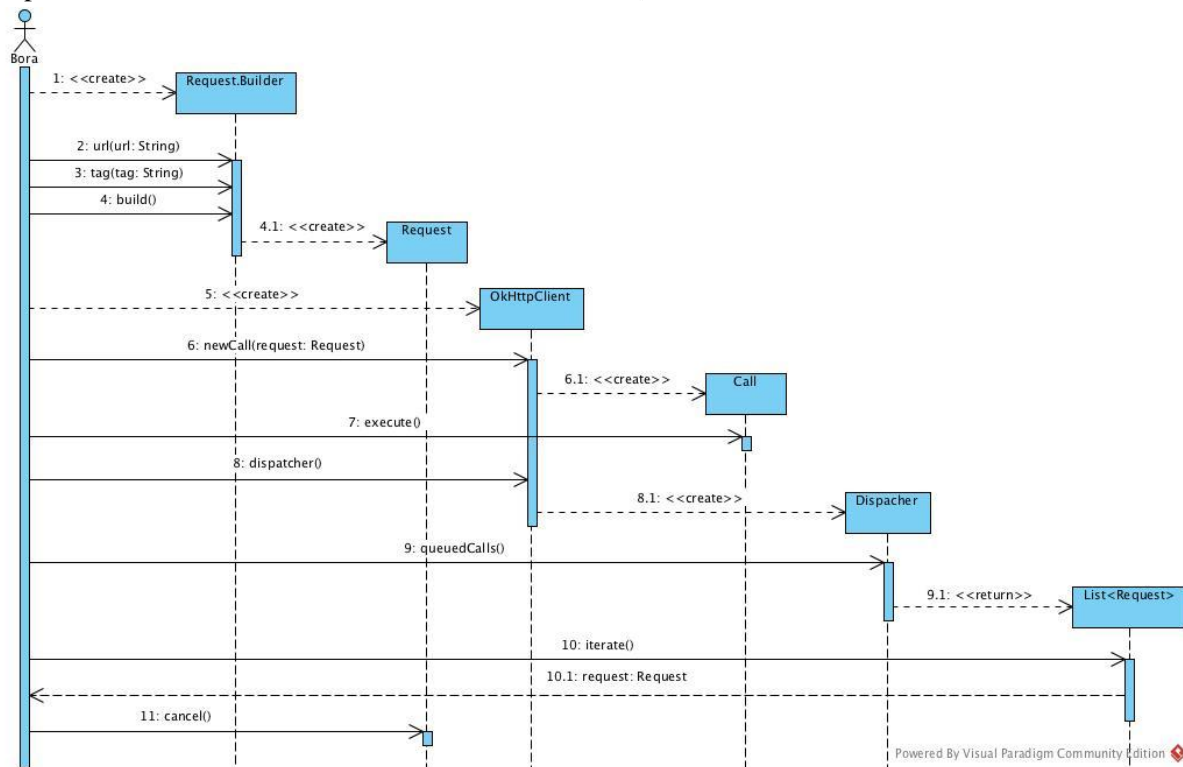 Bora
1: <<create>>
Request.Builder
2: url(url: String)
3: tag(tag: String)
4: build()
4.1: <<create>>
Request
5: <<create>>
OkHttpClient
6: newCall(request: Request)
6.1: <<create>>
Call
7: execute()
8: dispatcher()
8.1: <<create>>
Dispacher
9: queuedCalls()
9.1: <<return>>
List<Request>
10: iterate()
10.1: request: Request
11: cancel()
Powered By Visual Paradigm Community Edition